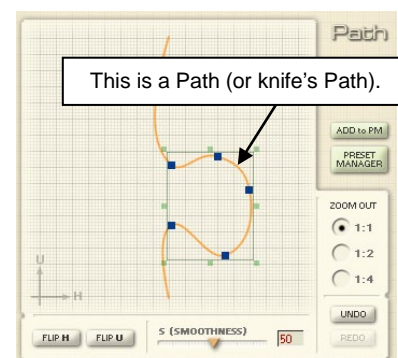 Path
This is a Path (or knife's Path).
ADD to PM
PRESET
MANAGER
ZOOM OUT
1:1
1:2
1:4
U
H
UNDO
REDO
FLIP H
FLIP U
S (SMOOTHNESS)
50